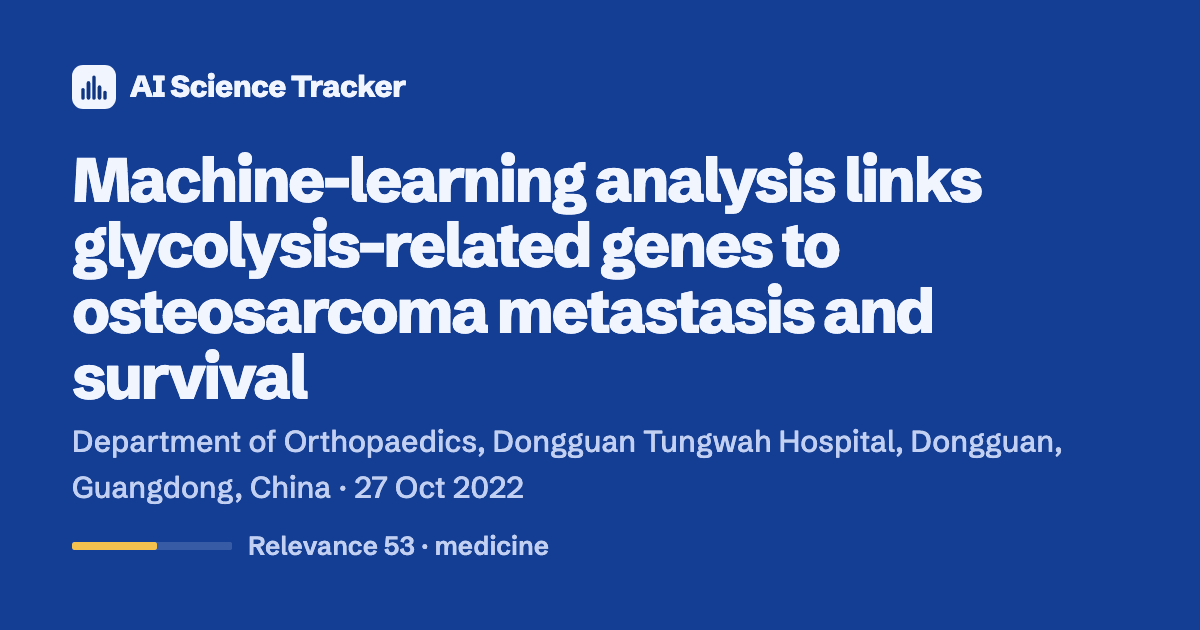 AI Science Tracker
Machine-learning analysis links
glycolysis-related genes to
osteosarcoma metastasis and
survival
Department of Orthopaedics, Dongguan Tungwah Hospital, Dongguan,
Guangdong, China · 27 Oct 2022
Relevance 53 · medicine